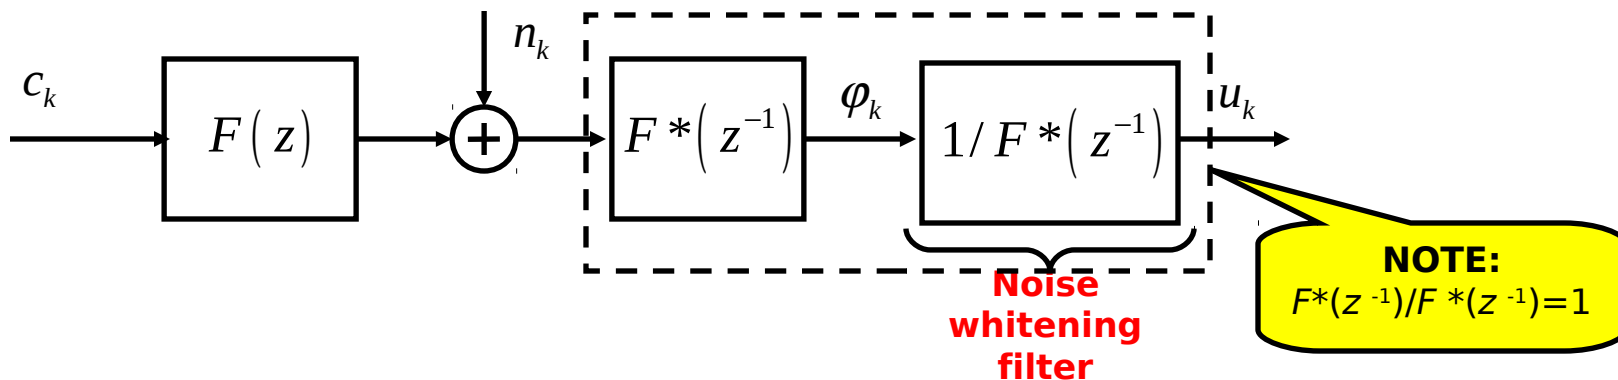 c_k
n_k
F(z)
+
F*(z^{-1})
φ_k
1/F*(z^{-1})
u_k
Noise
whitening
filter
NOTE:
F*(z ^{-1})/F *(z ^{-1})=1